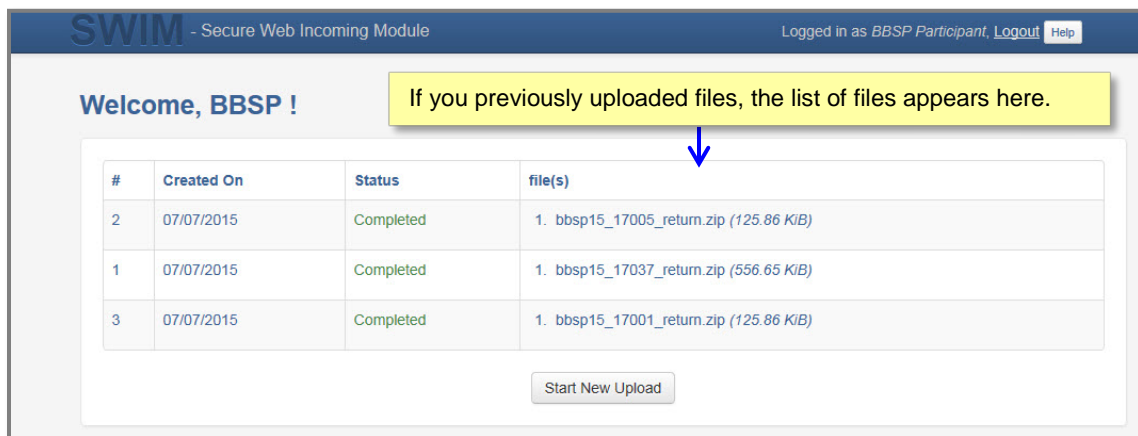 SWIM - Secure Web Incoming Module Logged in as BBSP Participant, Logout Help
Welcome, BBSP !
If you previously uploaded files, the list of files appears here.
# Created On Status file(s)
2 07/07/2015 Completed 1. bbsp15_17005_return.zip (125.86 KiB)
1 07/07/2015 Completed 1. bbsp15_17037_return.zip (556.65 KiB)
3 07/07/2015 Completed 1. bbsp15_17001_return.zip (125.86 KiB)
Start New Upload